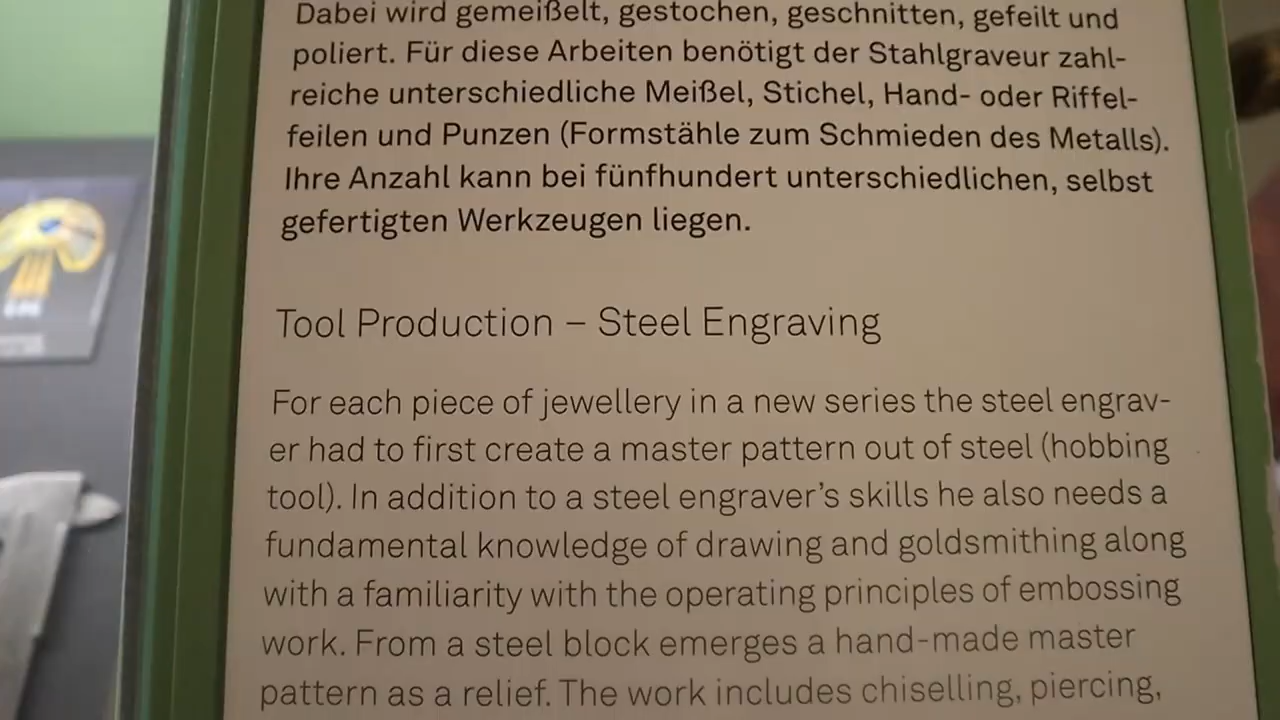 Dabei wird gemeißelt, gestochen, geschnitten, gefeilt und
poliert. Für diese Arbeiten benötigt der Stahlgraveur zahl-
reiche unterschiedliche Meißel, Stichel, Hand- oder Riffel-
feilen und Punzen (Formstähle zum Schmieden des Metalls).
Ihre Anzahl kann bei fünfhundert unterschiedlichen, selbst
gefertigten Werkzeugen liegen.
Tool Production – Steel Engraving
For each piece of jewellery in a new series the steel engrav-
er had to first create a master pattern out of steel (hobbing
tool). In addition to a steel engraver’s skills he also needs a
fundamental knowledge of drawing and goldsmithing along
with a familiarity with the operating principles of embossing
work. From a steel block emerges a hand-made master
pattern as a relief. The work includes chiselling, piercing,